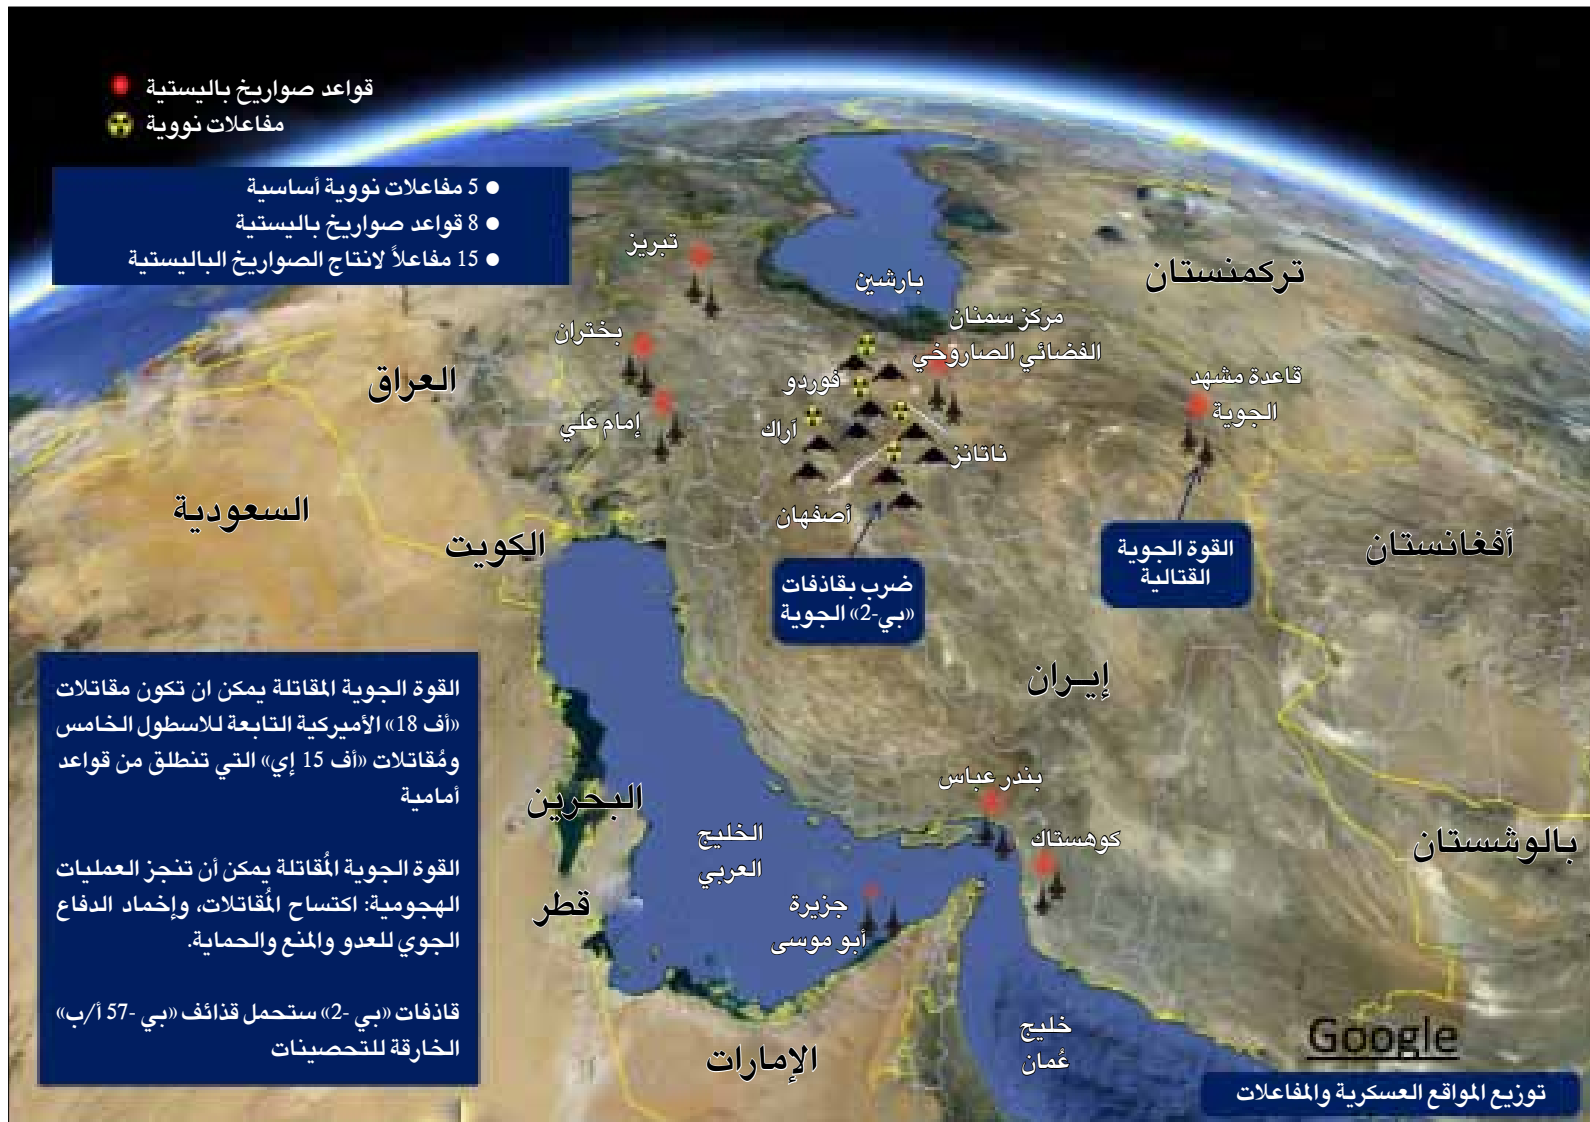 قواعد صواريخ باليستية
مفاعلات نووية
● 5 مفاعلات نووية أساسية
● 8 قواعد صواريخ باليستية
● 15 مفاعلاً لانتاج الصواريخ الباليستية
تبريز
بارشين
تركمنستان
مركز سمنان
الفضائي الصاروخي
بختران
فوردو
قاعدة مشهد
الجوية
العراق
إمام علي
أراك
ناتانز
السعودية
أصفهان
الكويت
أفغانستان
القوة الجوية
القتالية
ضرب بقاذفات
«بي-2» الجوية
إيـران
القوة الجوية المقاتلة يمكن ان تكون مقاتلات
«أف 18» الأميركية التابعة للاسطول الخامس
ومُقاتلات «أف 15 إي» التي تنطلق من قواعد
أمامية
القوة الجوية المُقاتلة يمكن أن تنجز العمليات
الهجومية: اكتساح المُقاتلات، وإخماد الدفاع
الجوي للعدو والمنع والحماية.
قاذفات «بي -2» ستحمل قذائف «بي -57 أ/ب»
الخارقة للتحصينات
بندر عباس
البحرين
كوهستاك
الخليج
العربي
بالوشستان
جزيرة
أبو موسى
قطر
خليج
عُمان
الإمارات
Google
توزيع المواقع العسكرية والمفاعلات